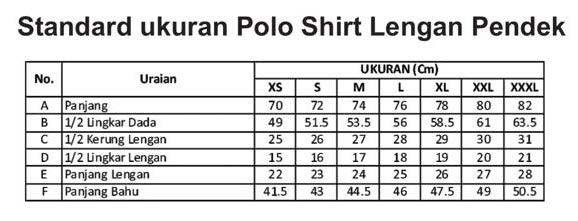 Standard ukuran Polo Shirt Lengan Pendek
No. Uraian UKURAN (Cm)
XS S M L XL XXL XXXL
A Panjang 70 72 74 76 78 80 82
B 1/2 Lingkar Dada 49 51.5 53.5 56 58.5 61 63.5
C 1/2 Kerung Lengan 25 26 27 28 29 30 31
D 1/2 Lingkar Lengan 15 16 17 18 19 20 21
E Panjang Lengan 22 23 24 25 26 27 28
F Panjang Bahu 41.5 43 44.5 46 47.5 49 50.5